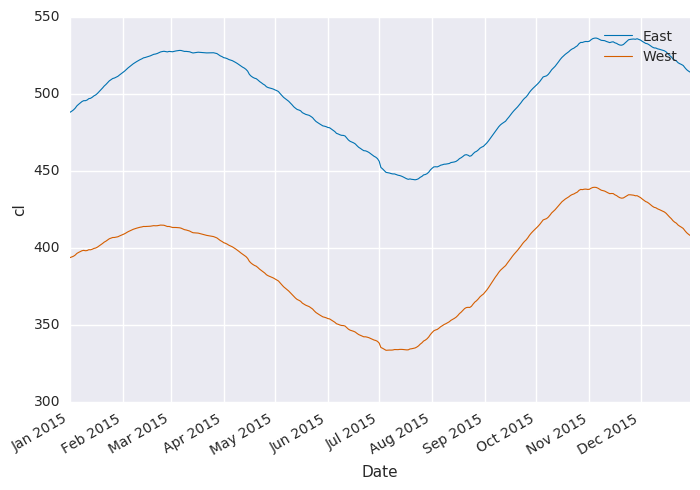 550
500
450
400
350
300
cl
East
West
Jan 2015
Feb 2015
Mar 2015
Apr 2015
May 2015
Jun 2015
Jul 2015
Aug 2015
Sep 2015
Oct 2015
Nov 2015
Dec 2015
Date